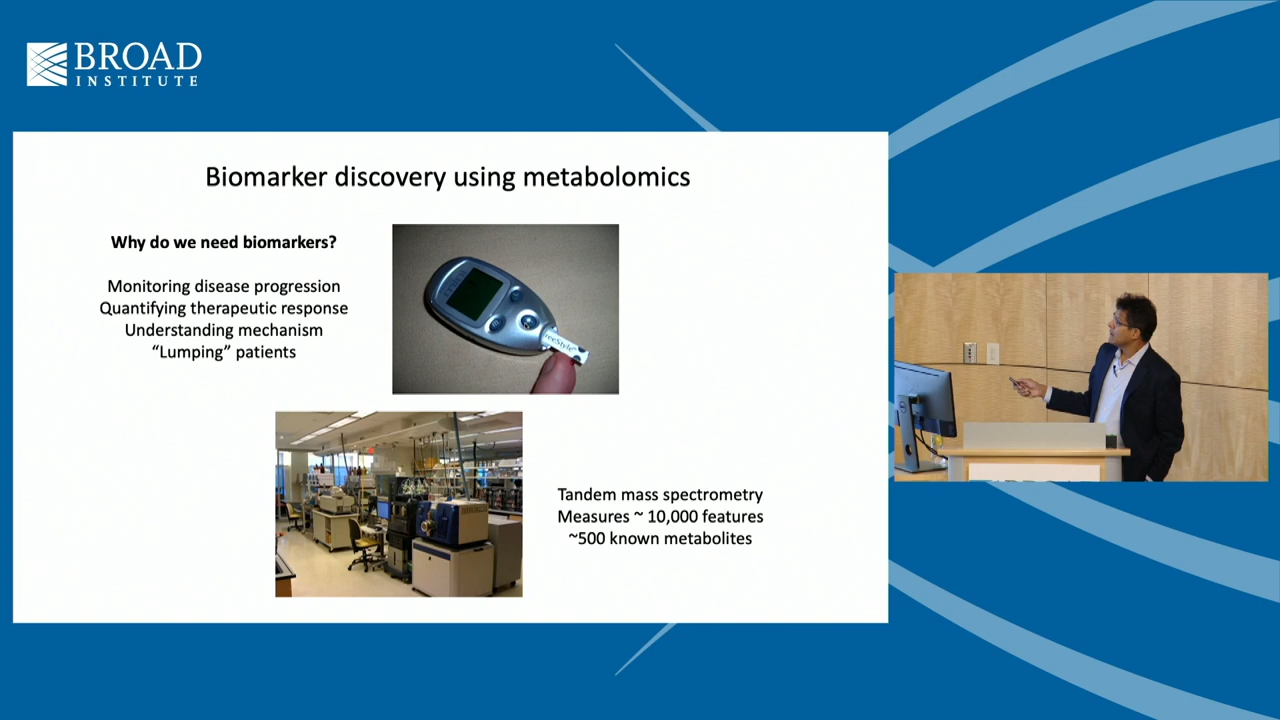 BROAD
INSTITUTE
Biomarker discovery using metabolomics
Why do we need biomarkers?
Monitoring disease progression
Quantifying therapeutic response
Understanding mechanism
“Lumping” patients
Tandem mass spectrometry
Measures ~ 10,000 features
~500 known metabolites